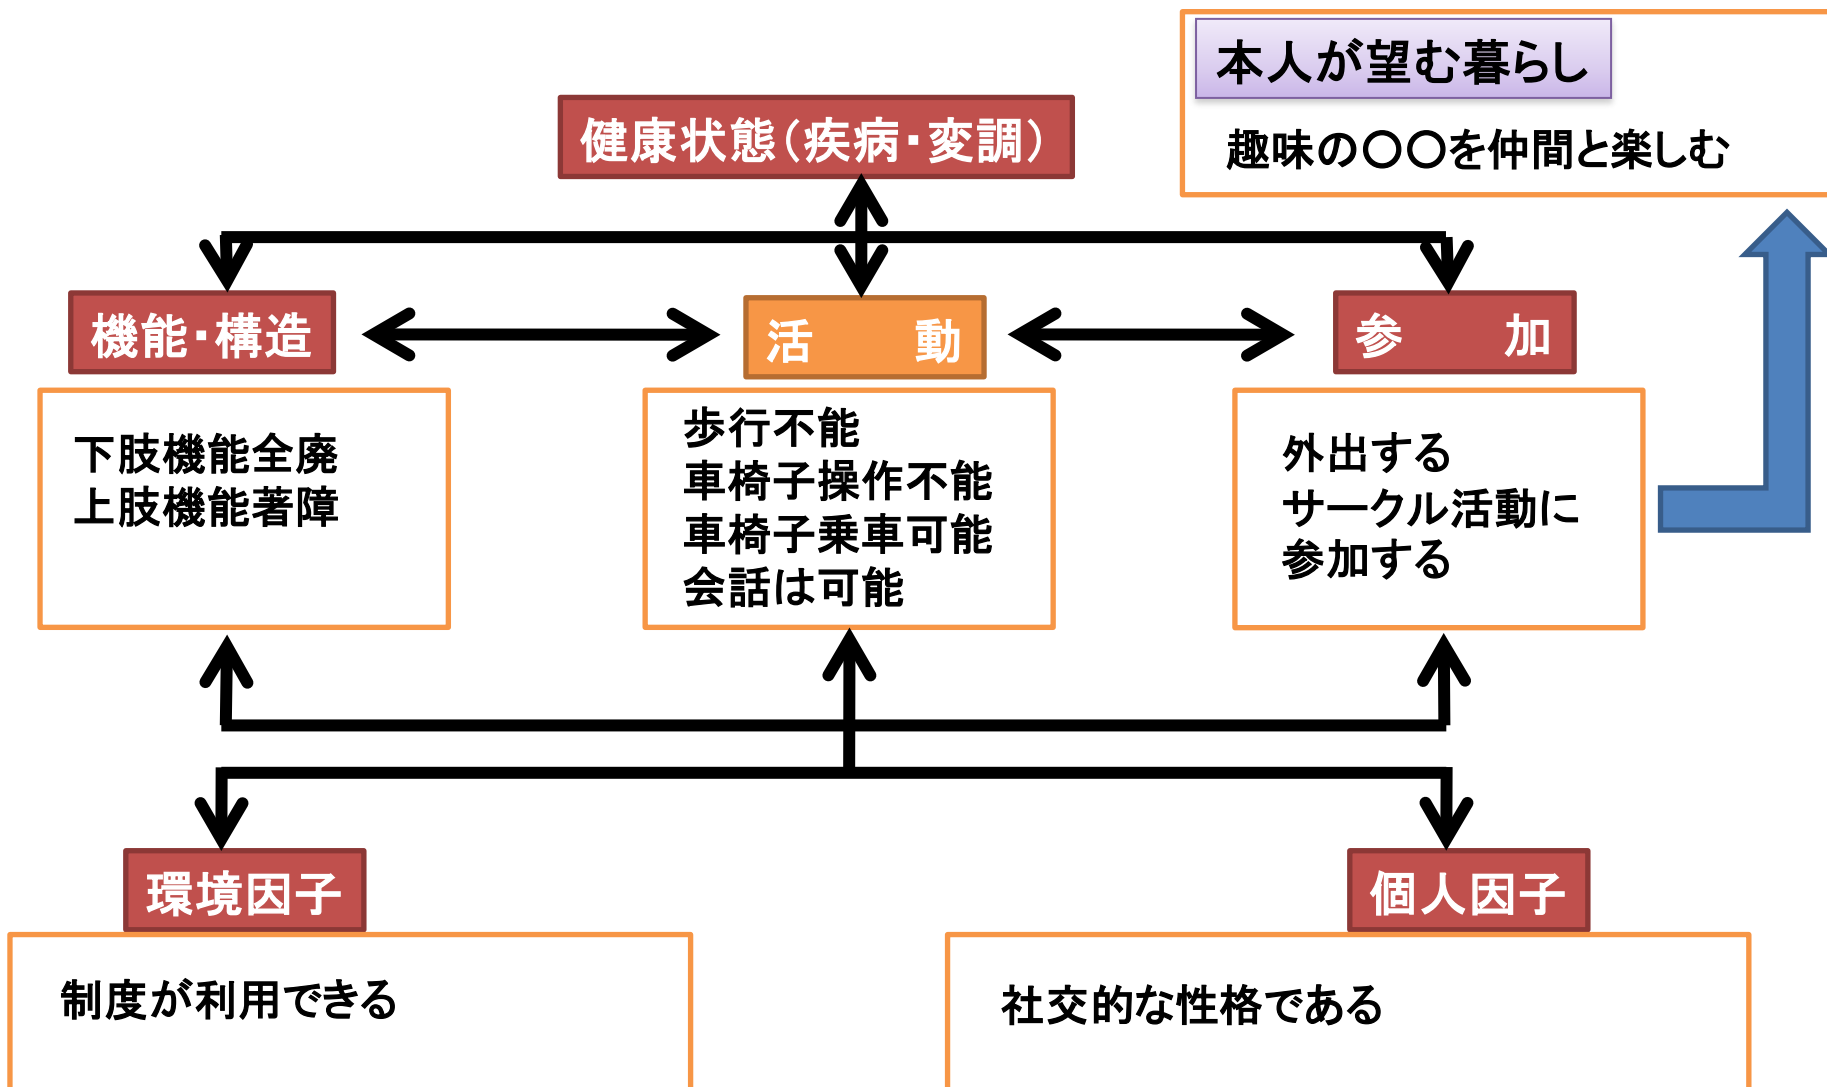 本人が望む暮らし
趣味の〇〇を仲間と楽しむ
健康状態（疾病・変調）
機能・構造
活　　動
参　　加
下肢機能全廃
上肢機能著障
歩行不能
車椅子操作不能
車椅子乗車可能
会話は可能
外出する
サークル活動に
参加する
環境因子
個人因子
制度が利用できる
社交的な性格である